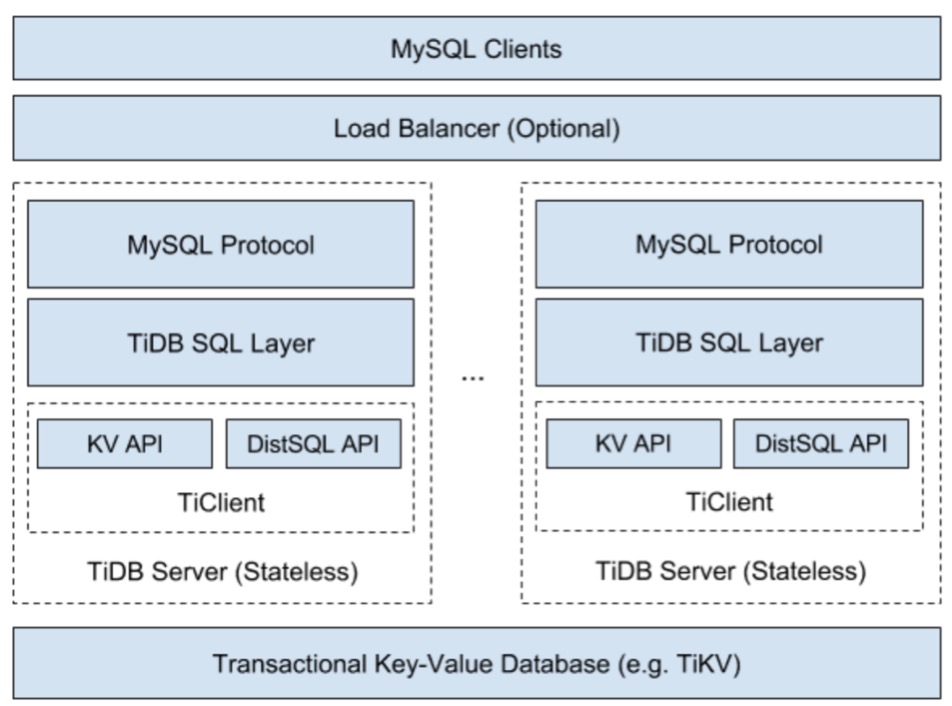 MySQL Clients
Load Balancer (Optional)
MySQL Protocol
TiDB SQL Layer
KV API
DistSQL API
TiClient
TiDB Server (Stateless)
...
MySQL Protocol
TiDB SQL Layer
KV API
DistSQL API
TiClient
TiDB Server (Stateless)
Transactional Key-Value Database (e.g. TiKV)